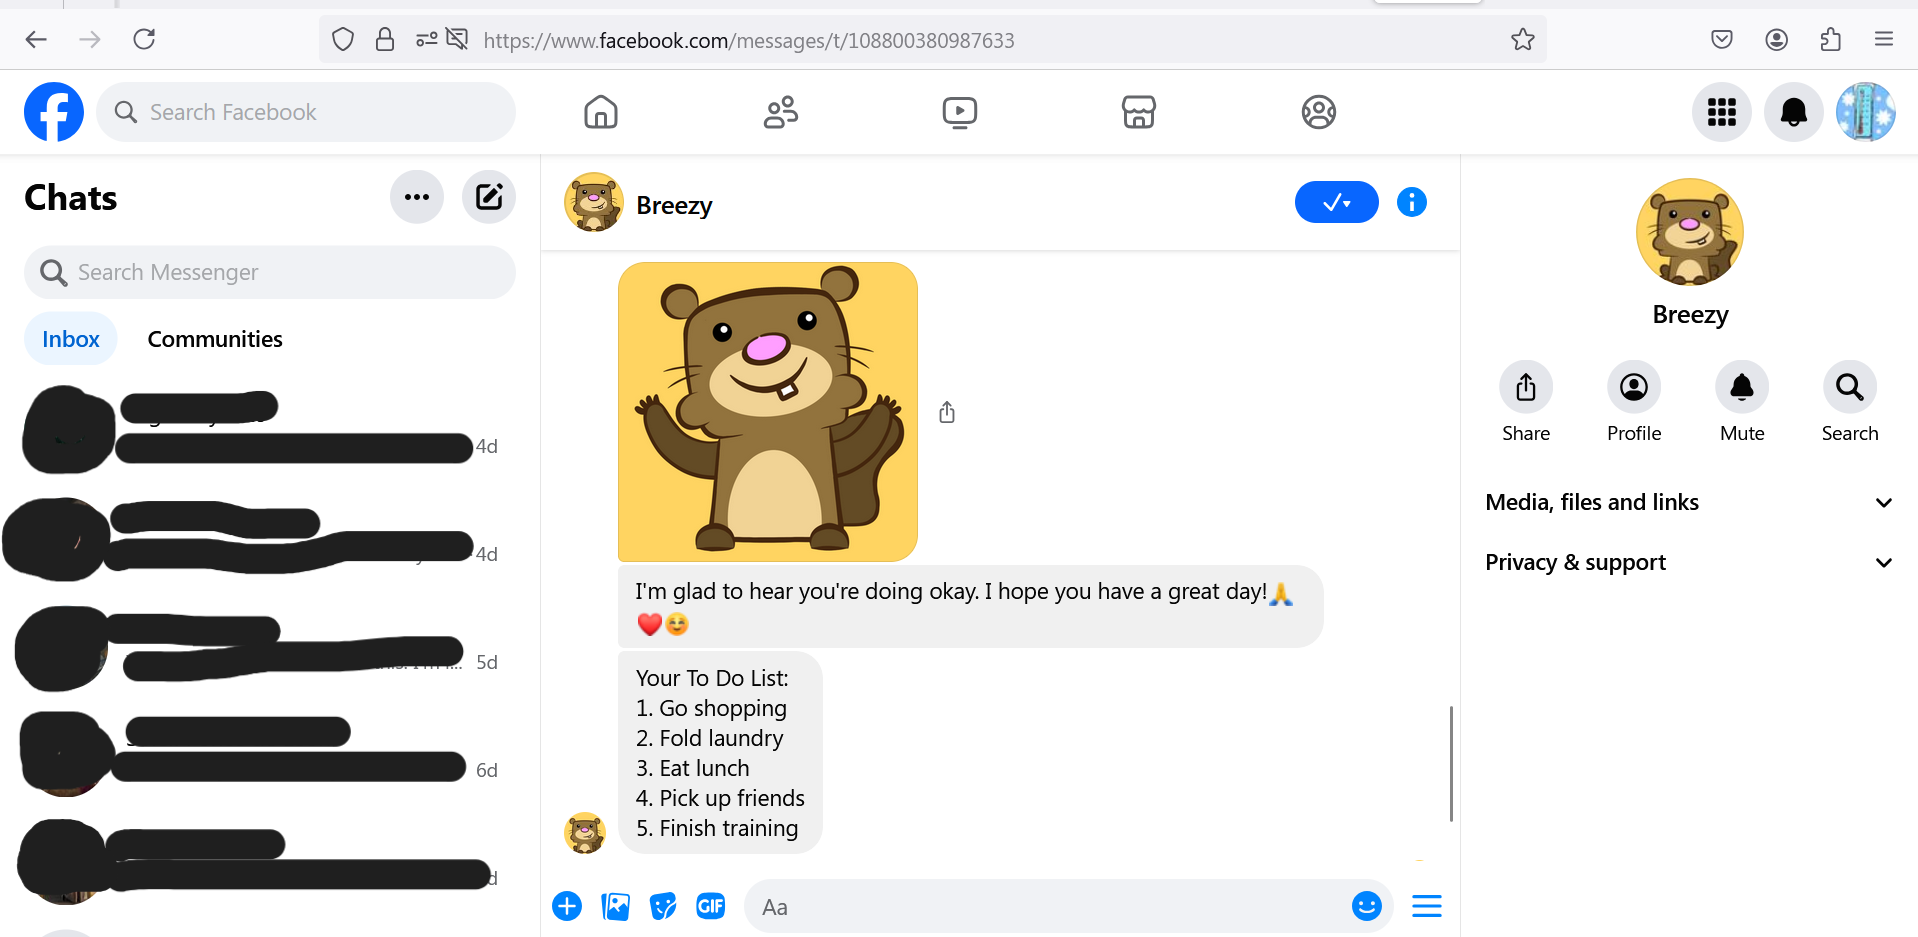 https://www.facebook.com/messages/t/108800380987633
Search Facebook
Chats
Search Messenger
Inbox
Communities
4d
4d
5d
6d
Breezy
I'm glad to hear you're doing okay. I hope you have a great day!🙏
❤️☺️
Your To Do List:
1. Go shopping
2. Fold laundry
3. Eat lunch
4. Pick up friends
5. Finish training
GIF
Aa
Breezy
Share
Profile
Mute
Search
Media, files and links
Privacy & support